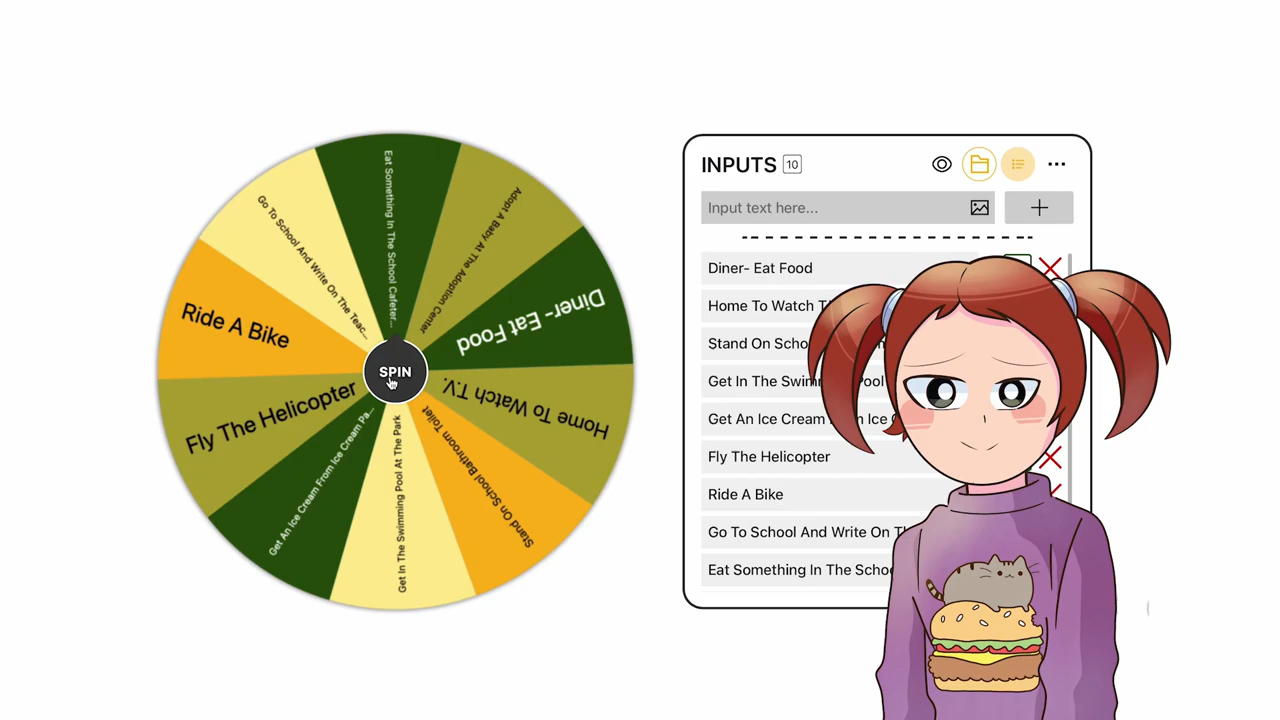 Eat Something In The School Cafeter...
Adopt A Baby At The Adoption Center
Diner- Eat Food
Home To Watch T.V.
Stand On School Bathroom Toilet
Get In The Swimming Pool At The Park
Get An Ice Cream From Ice Cream Pa...
Fly The Helicopter
Ride A Bike
Go To School And Write On The Teac...
SPIN
INPUTS 10
Input text here...
Diner- Eat Food
Home To Watch T
Stand On Schoo
Get In The Swimm Pool
Get An Ice Cream m Ice C
Fly The Helicopter
Ride A Bike
Go To School And Write On Th
Eat Something In The Schoo